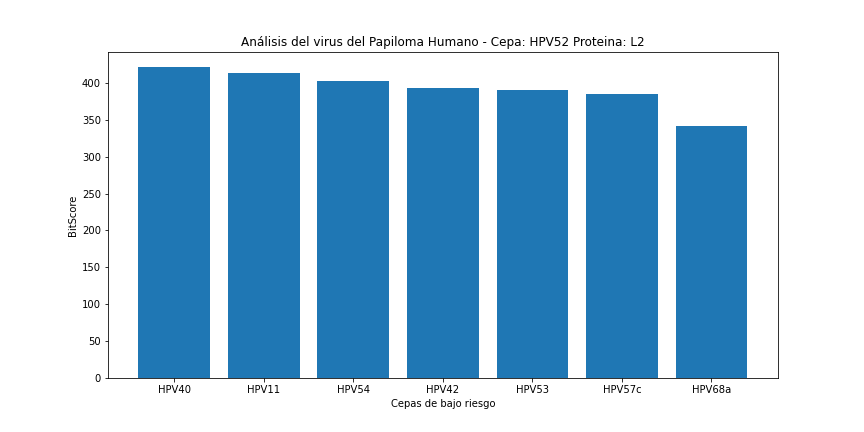 Análisis del virus del Papiloma Humano - Cepa: HPV52 Proteina: L2
BitScore
400
350
300
250
200
150
100
50
0
HPV40 HPV11 HPV54 HPV42 HPV53 HPV57c HPV68a
Cepas de bajo riesgo